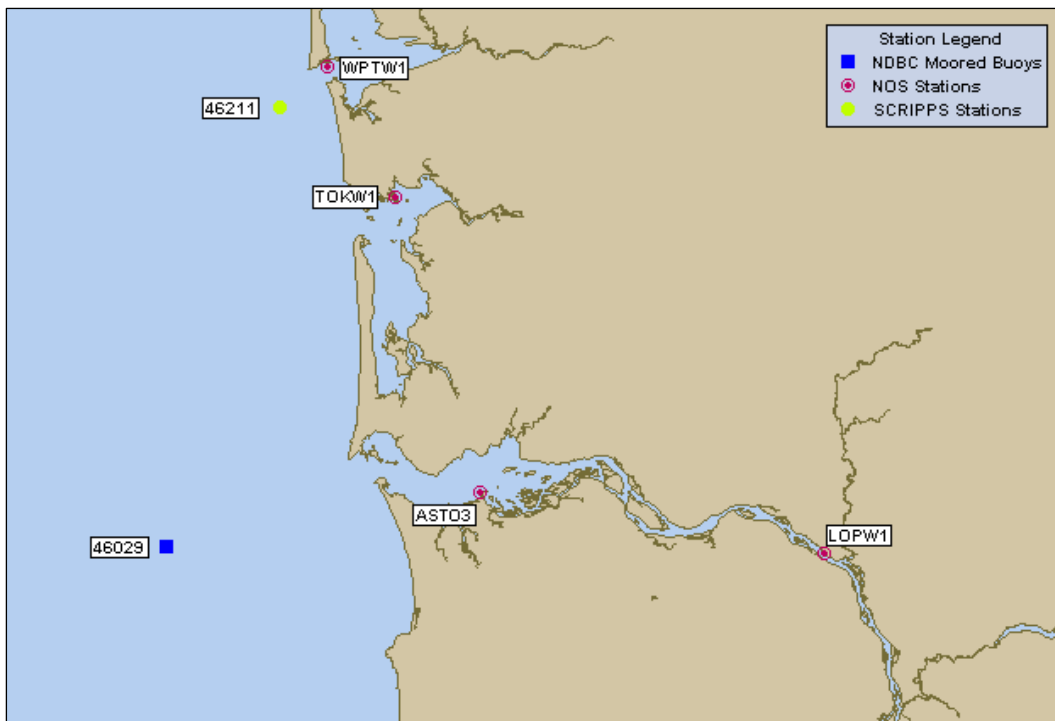 Station Legend
NDBC Moored Buoys
NOS Stations
SCRIPPS Stations
WPTW1
46211
TOKW1
ASTO3
LOPW1
46029